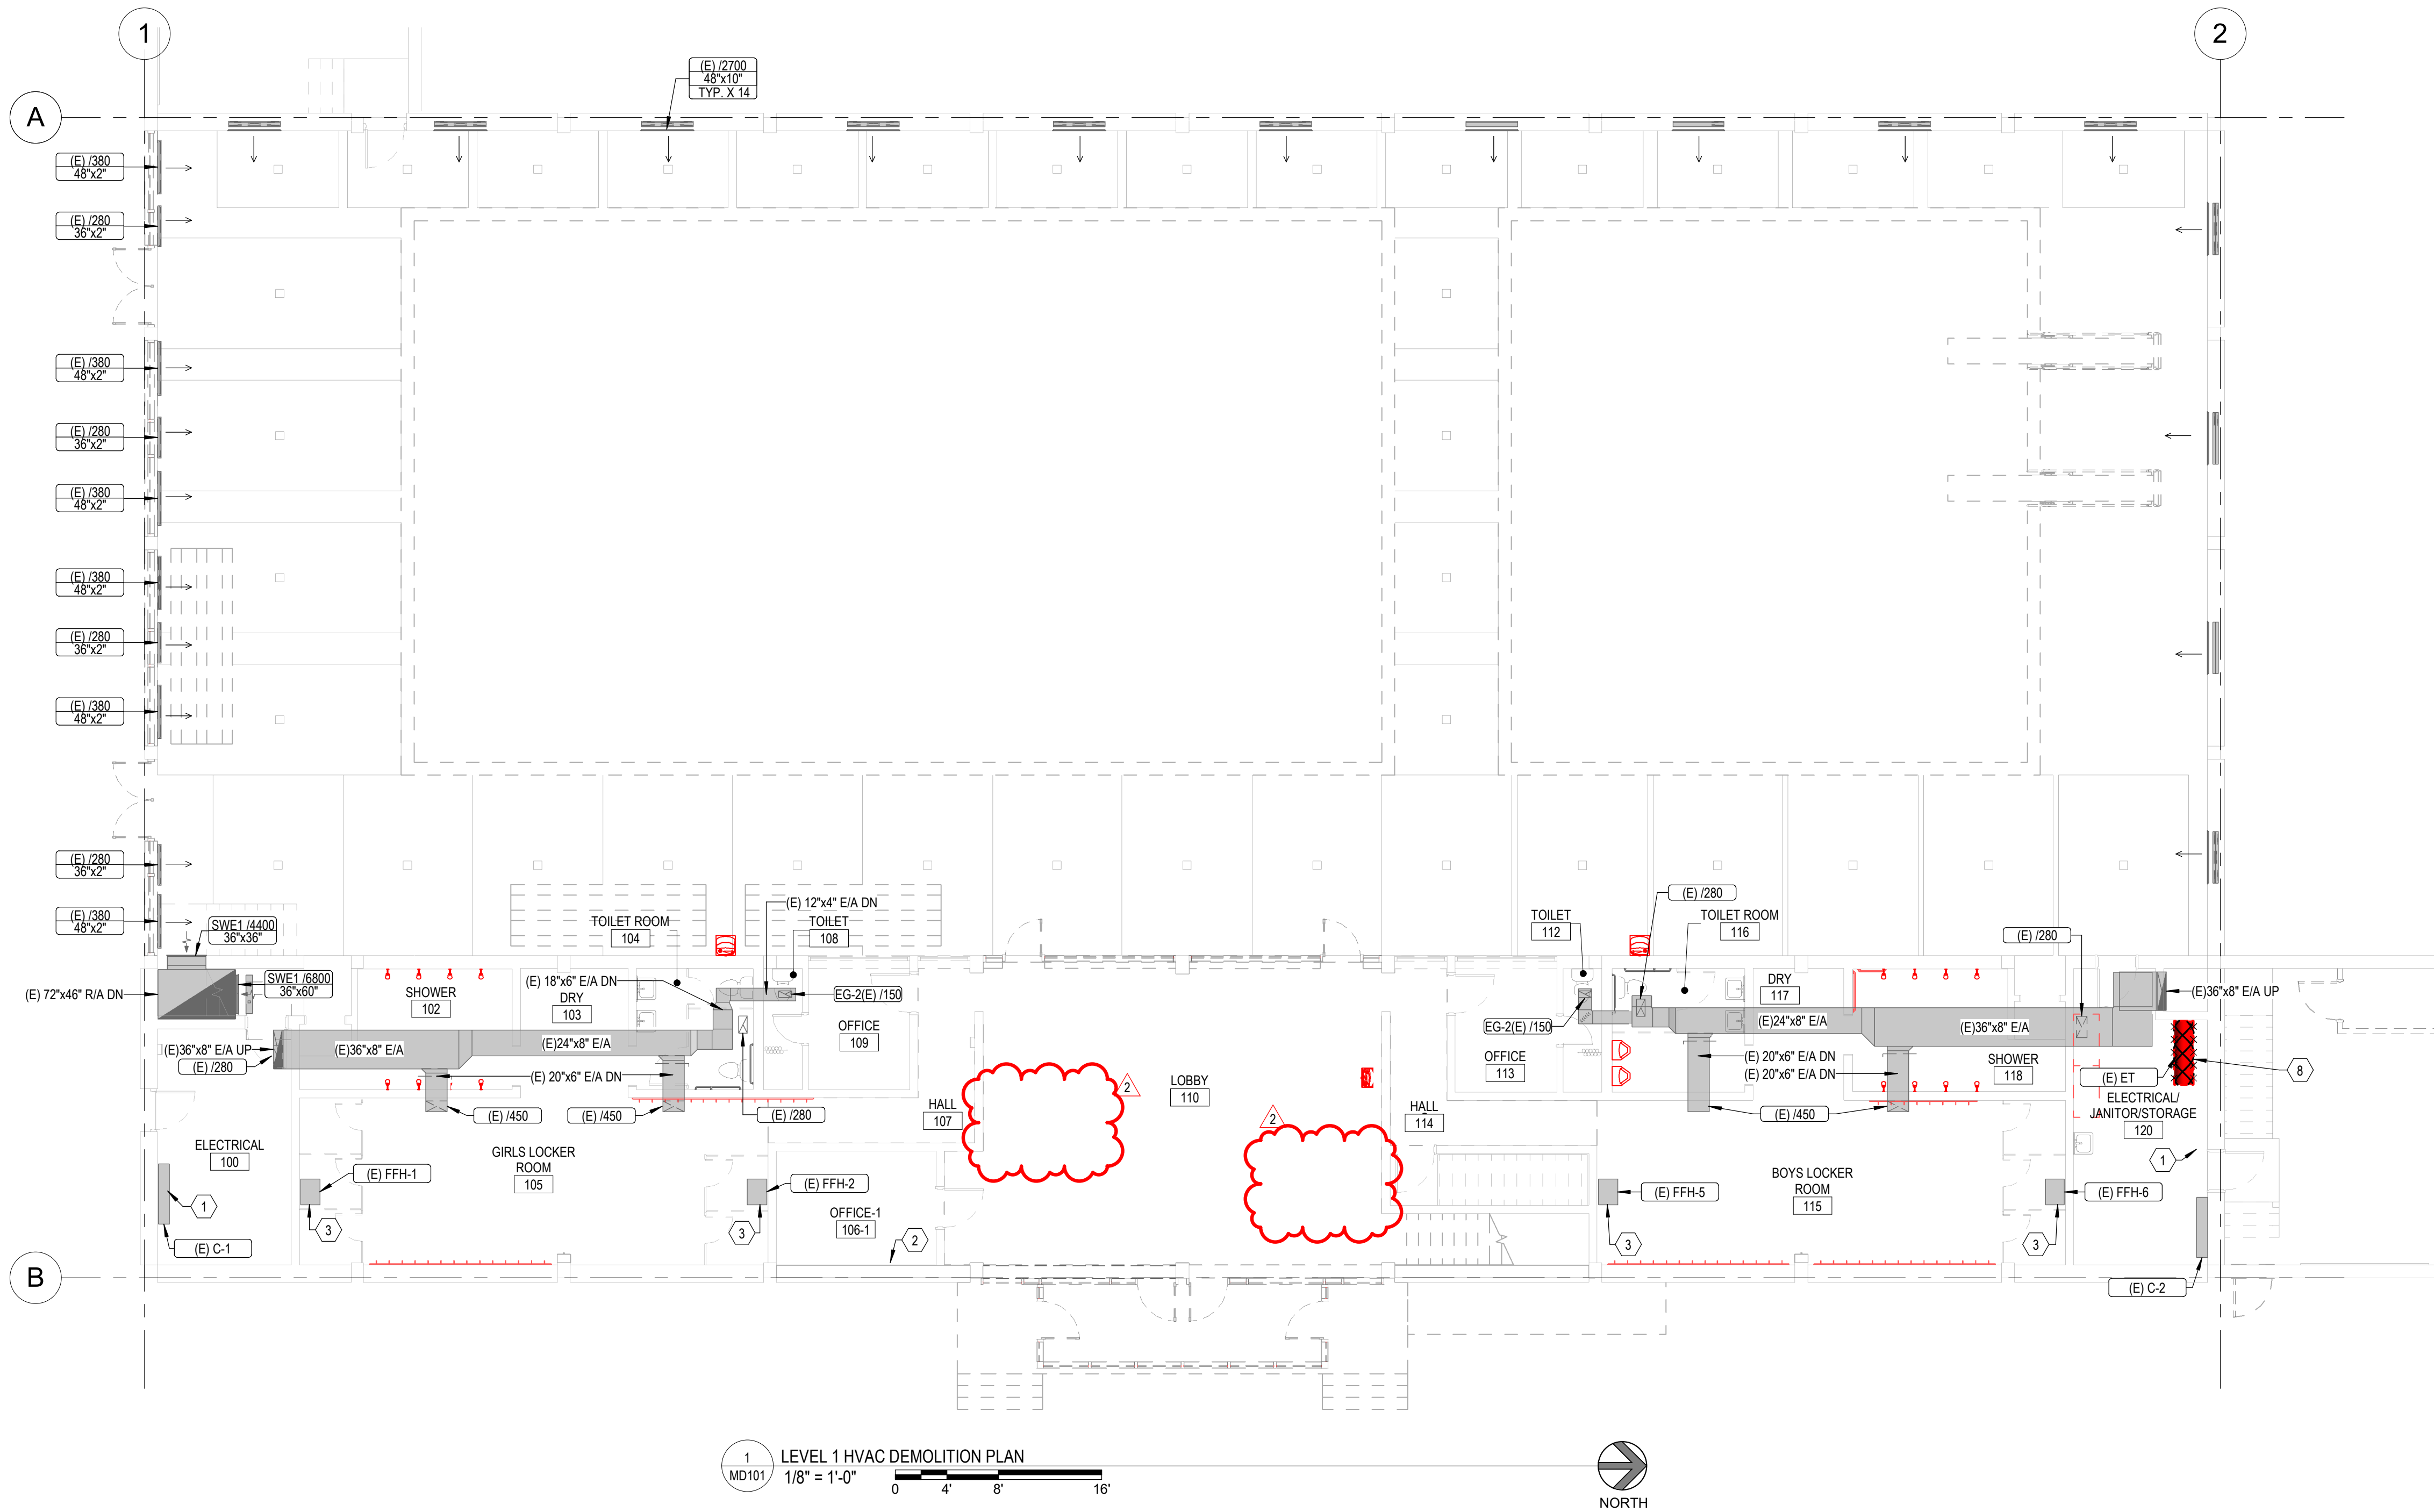 1
2
A
(E) /2700
48"x10"
TYP. X 14
(E) /380
48"x2"
(E) /280
36"x2"
(E) /380
48"x2"
(E) /280
36"x2"
(E) /380
48"x2"
(E) /380
48"x2"
(E) /280
36"x2"
(E) /380
48"x2"
(E) /280
36"x2"
(E) /380
48"x2"
SWE1 /4400
36"x36"
SWE1 /6800
36"x60"
(E) 72"x46" R/A DN
(E)36"x8" E/A UP
(E) /280
(E)36"x8" E/A
SHOWER
102
(E) 18"x6" E/A DN
DRY
103
(E)24"x8" E/A
TOILET ROOM
104
(E) 12"x4" E/A DN
TOILET
108
EG-2(E) /150
OFFICE
109
(E) 20"x6" E/A DN
(E) /450
(E) /450
(E) /280
ELECTRICAL
100
GIRLS LOCKER
ROOM
105
(E) FFH-1
(E) FFH-2
1
3
3
(E) C-1
OFFICE-1
106-1
2
HALL
107
2
LOBBY
110
2
HALL
114
TOILET
112
(E) /280
TOILET ROOM
116
(E) /280
DRY
117
(E)24"x8" E/A
(E)36"x8" E/A
(E)36"x8" E/A UP
EG-2(E) /150
OFFICE
113
(E) 20"x6" E/A DN
(E) 20"x6" E/A DN
SHOWER
118
(E) /450
(E) ET
8
ELECTRICAL/
JANITOR/STORAGE
120
1
BOYS LOCKER
ROOM
115
(E) FFH-5
(E) FFH-6
3
3
(E) C-2
B
1
MD101
LEVEL 1 HVAC DEMOLITION PLAN
1/8" = 1'-0"
0 4' 8' 16'
NORTH